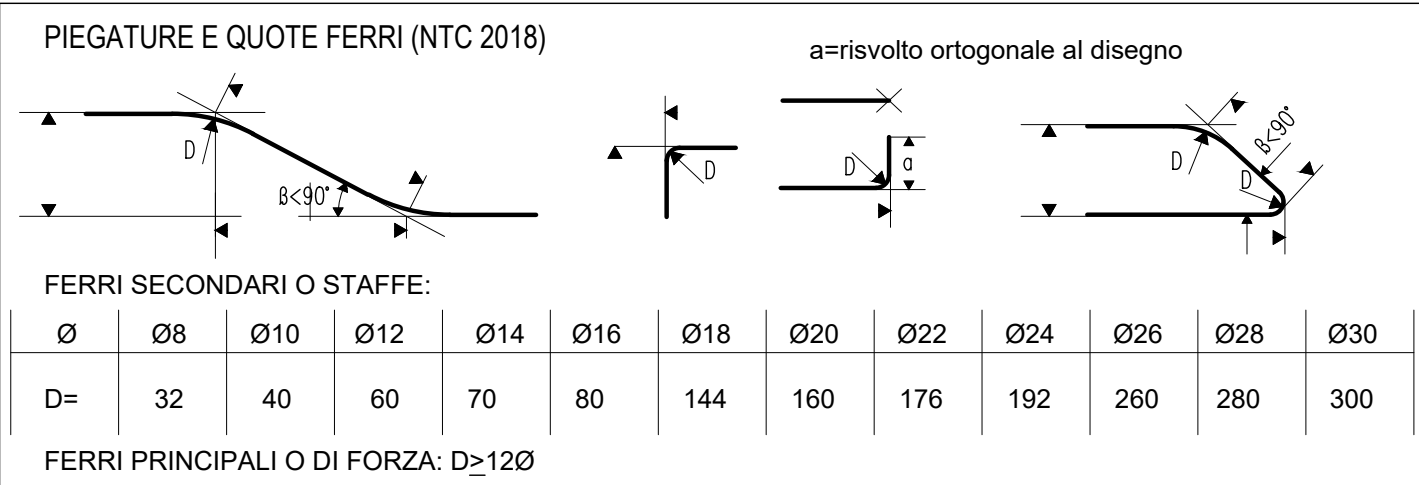 PIEGATURE E QUOTE FERRI (NTC 2018)
a=risvolto ortogonale al disegno
D
ß<90°
D
D
a
D
D
ß<90°
FERRI SECONDARI O STAFFE:
Ø Ø8 Ø10 Ø12 Ø14 Ø16 Ø18 Ø20 Ø22 Ø24 Ø26 Ø28 Ø30
D= 32 40 60 70 80 144 160 176 192 260 280 300
FERRI PRINCIPALI O DI FORZA: D≥12Ø